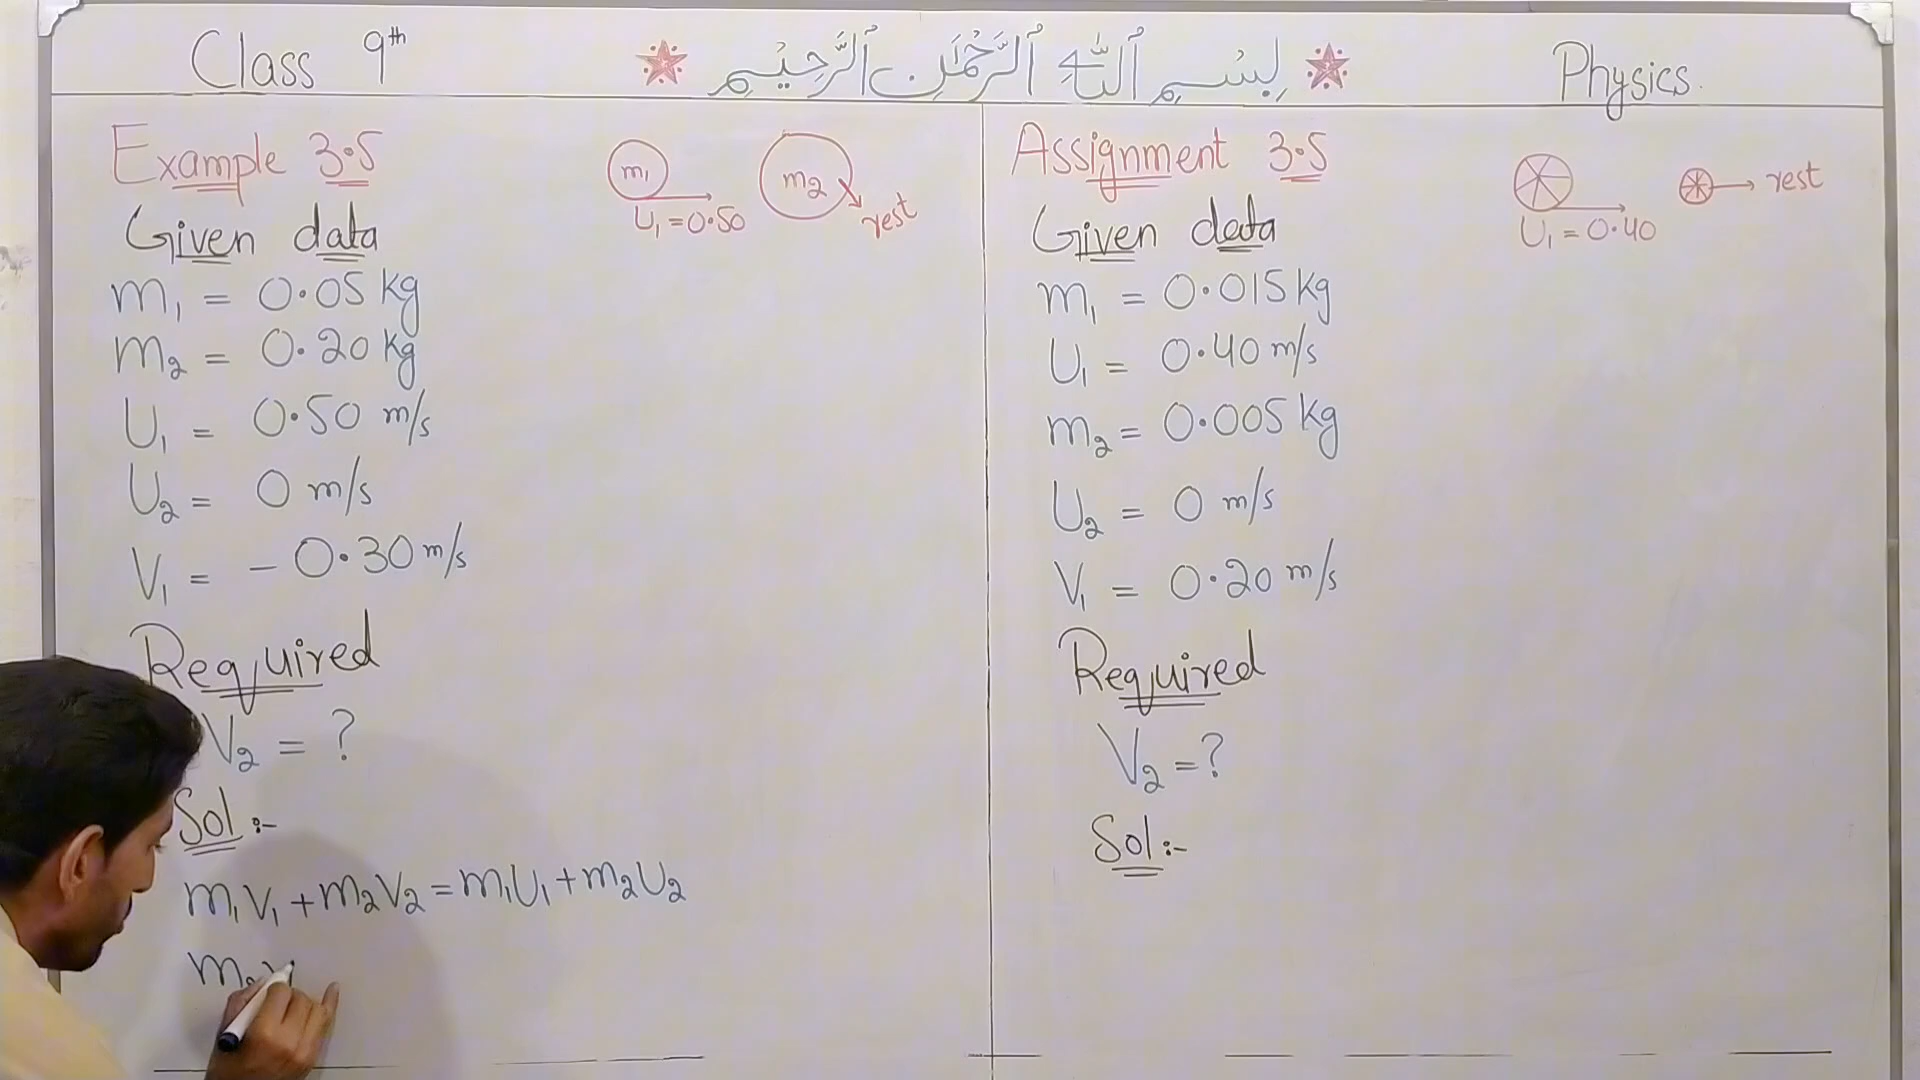 Class 9th
بِسْمِ ٱللَّهِ ٱلرَّحْمَٰنِ ٱلرَّحِيمِ
Physics.
Example 3.5
m1
m2
U1 = 0.50
rest
Given data
m1 = 0.05 kg
m2 = 0.20 kg
U1 = 0.50 m/s
U2 = 0 m/s
V1 = - 0.30 m/s
Required
V2 = ?
Sol :-
m1V1 + m2V2 = m1U1 + m2U2
m2V
Assignment 3.5
rest
U1 = 0.40
Given data
m1 = 0.015 kg
U1 = 0.40 m/s
m2 = 0.005 kg
U2 = 0 m/s
V1 = 0.20 m/s
Required
V2 = ?
Sol :-